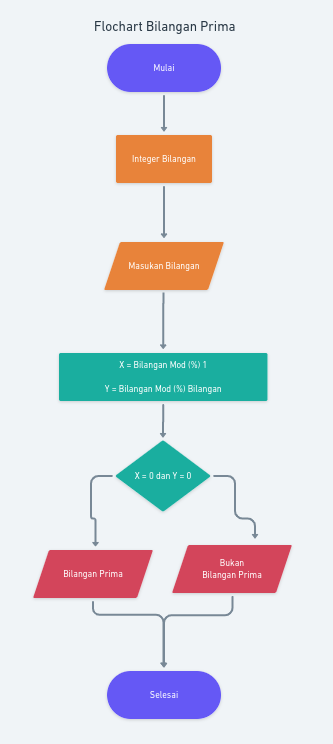 Flochart Bilangan Prima
Mulai
Integer Bilangan
Masukan Bilangan
X = Bilangan Mod (%) 1
Y = Bilangan Mod (%) Bilangan
X = 0 dan Y = 0
Bilangan Prima
Bukan
Bilangan Prima
Selesai